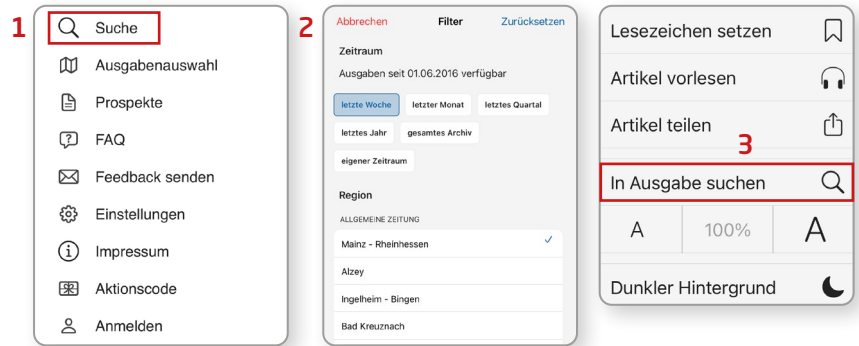 1
Suche
Ausgabenauswahl
Prospekte
FAQ
Feedback senden
Einstellungen
Impressum
Aktionscode
Anmelden
2
Abbrechen Filter Zurücksetzen
Zeitraum
Ausgaben seit 01.06.2016 verfügbar
letzte Woche letzter Monat letztes Quartal
letztes Jahr gesamtes Archiv
eigener Zeitraum
Region
ALLGEMEINE ZEITUNG
Mainz - Rheinhessen
Alzey
Ingelheim - Bingen
Bad Kreuznach
Lesezeichen setzen
Artikel vorlesen
Artikel teilen
3
In Ausgabe suchen
A 100% A
Dunkler Hintergrund